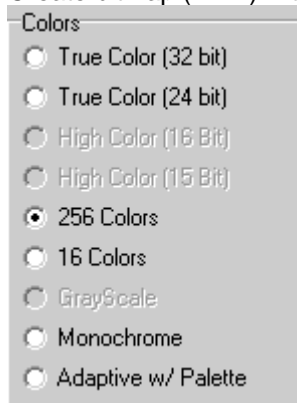 Colors
True Color (32 bit)
True Color (24 bit)
High Color (16 Bit)
High Color (15 Bit)
256 Colors
16 Colors
GrayScale
Monochrome
Adaptive w/ Palette